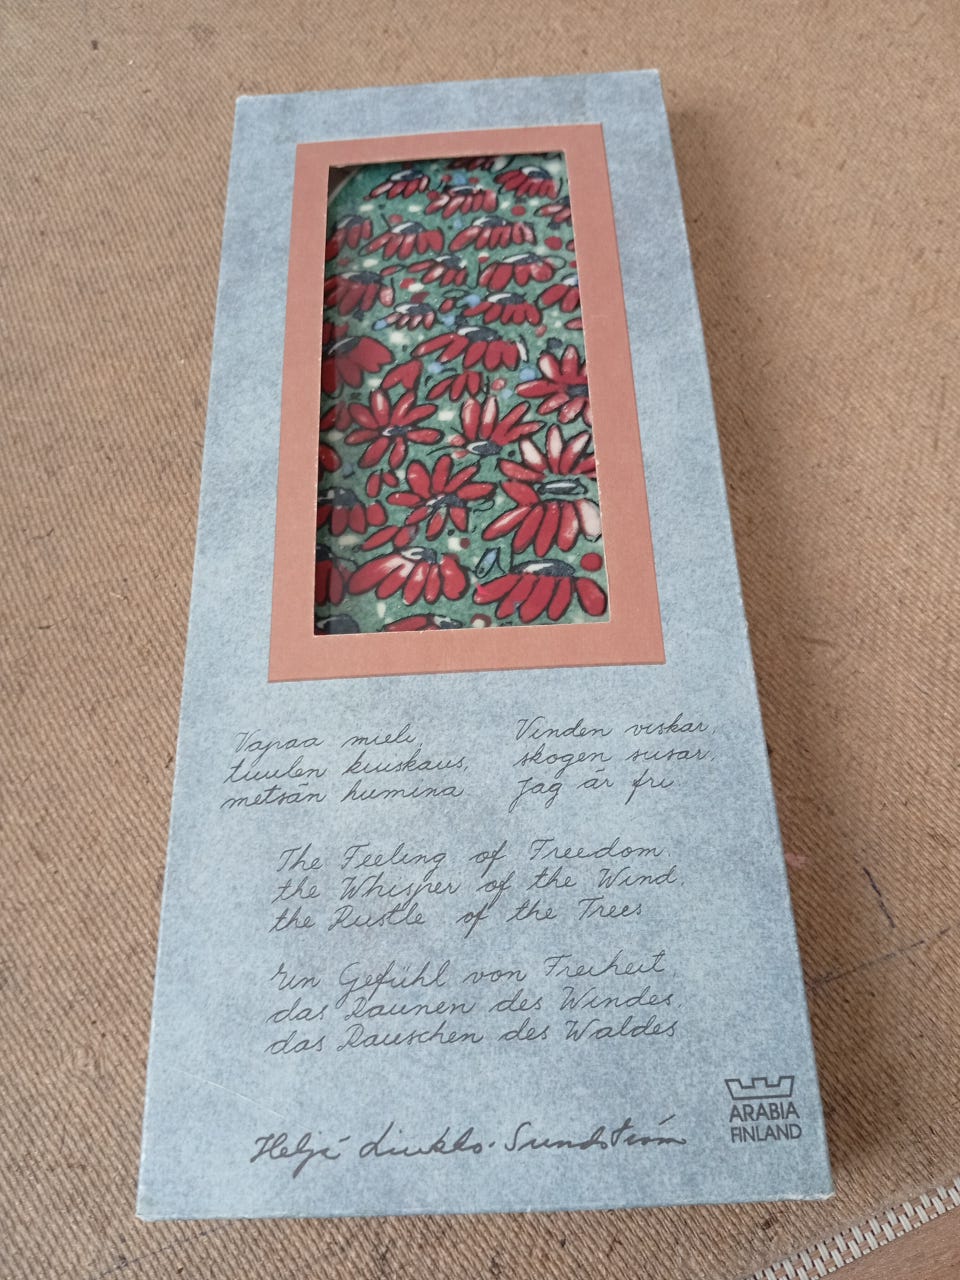 Vapaa mieli,
tuulen kuiskaus,
metsän humina
Vinden viskar,
skogen susar,
jag är fri
The Feeling of Freedom,
the Whisper of the Wind,
the Rustle of the Trees
Ein Gefühl von Freiheit,
das Raunen des Windes,
das Rauschen des Waldes
Heljä Liukko-Sundström
ARABIA
FINLAND